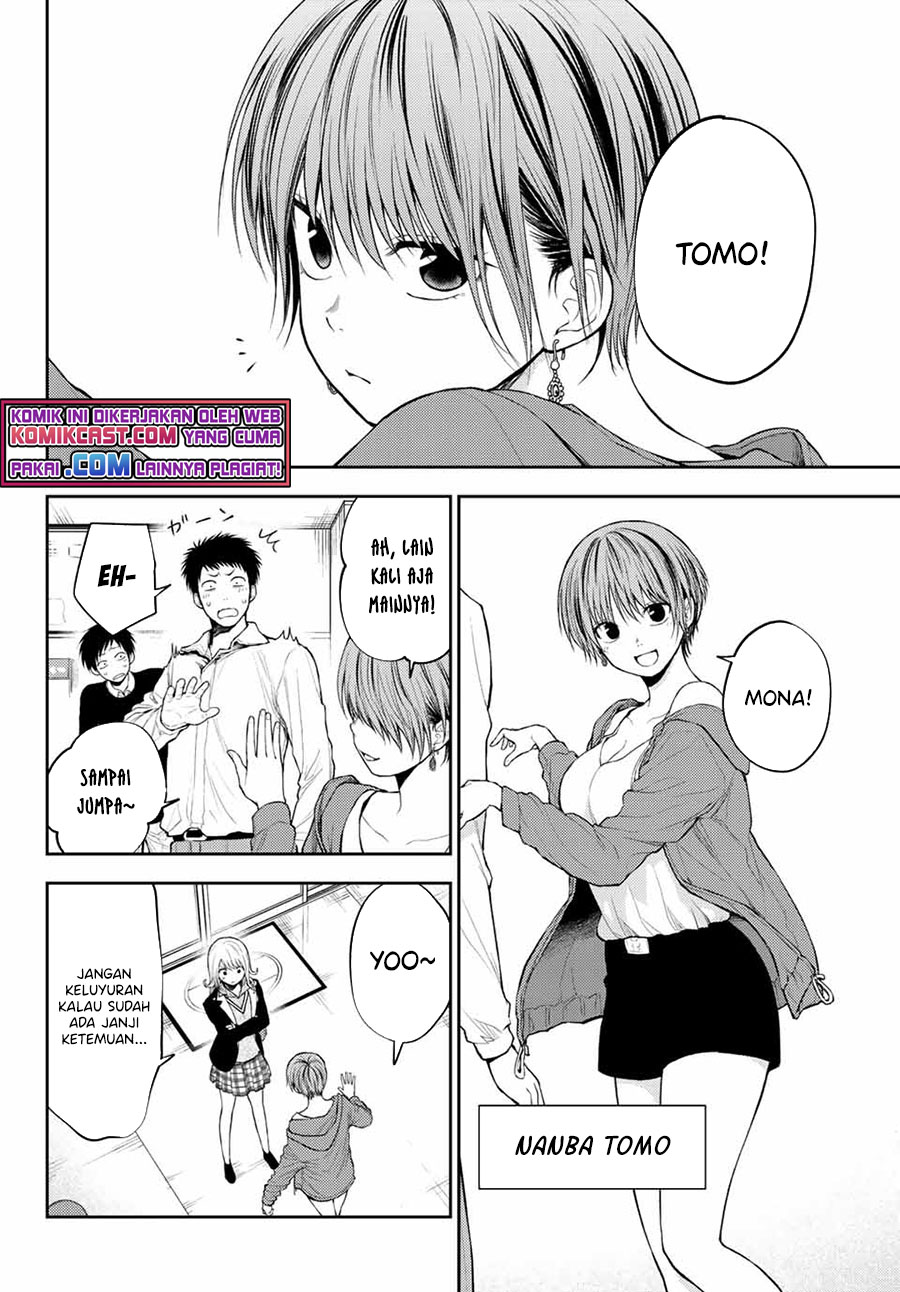 TOMO!
KOMIK INI DIKERJAKAN OLEH WEB
KOMIKCAST.COM YANG CUMA
PAKAI .COM LAINNYA PLAGIAT!
MONA!
NANBA TOMO
AH, LAIN
KALI AJA
MAINNYA!
ガーン
EH-
SAMPAI
JUMPA~
YOO~
JANGAN
KELUYURAN
KALAU SUDAH
ADA JANJI
KETEMUAN...